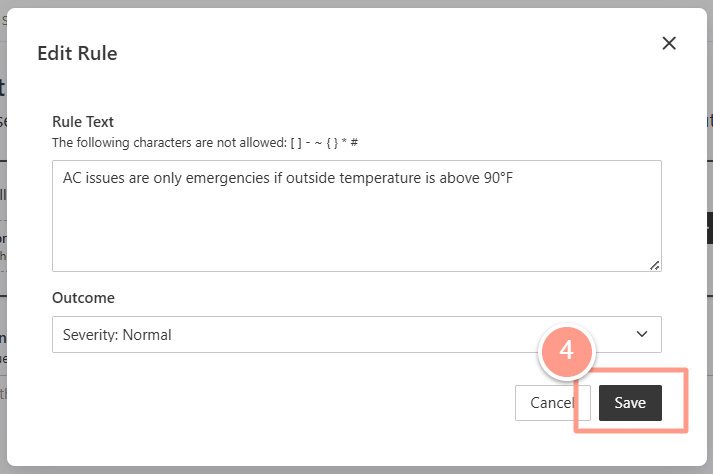 Edit Rule
Rule Text
The following characters are not allowed: [ ] - ~ { } * #
AC issues are only emergencies if outside temperature is above 90°F
Outcome
Severity: Normal
4
Cancel
Save